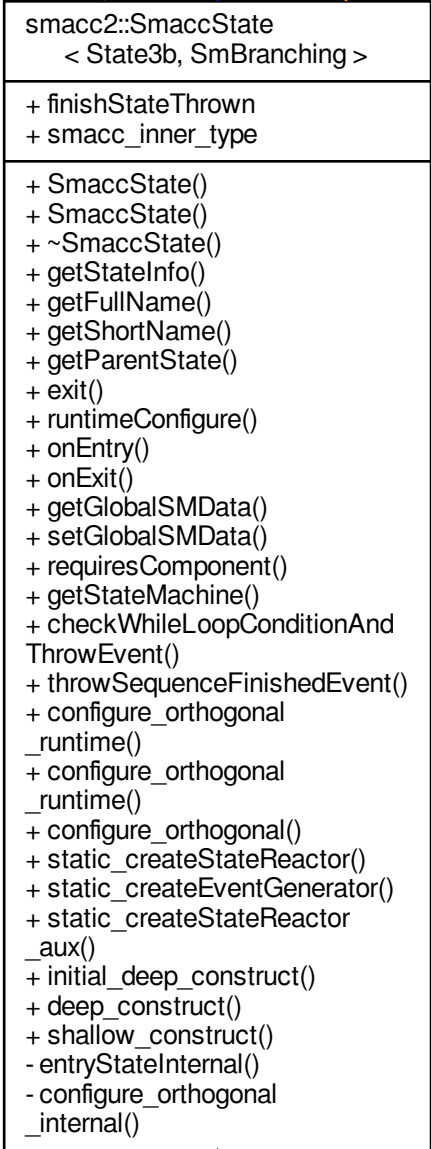 smacc2::SmaccState
< State3b, SmBranching >
+ finishStateThrown
+ smacc_inner_type
+ SmaccState()
+ SmaccState()
+ ~SmaccState()
+ getStateInfo()
+ getFullName()
+ getShortName()
+ getParentState()
+ exit()
+ runtimeConfigure()
+ onEntry()
+ onExit()
+ getGlobalSMData()
+ setGlobalSMData()
+ requiresComponent()
+ getStateMachine()
+ checkWhileLoopConditionAnd
ThrowEvent()
+ throwSequenceFinishedEvent()
+ configure_orthogonal
_runtime()
+ configure_orthogonal
_runtime()
+ configure_orthogonal()
+ static_createStateReactor()
+ static_createEventGenerator()
+ static_createStateReactor
_aux()
+ initial_deep_construct()
+ deep_construct()
+ shallow_construct()
- entryStateInternal()
- configure_orthogonal
_internal()